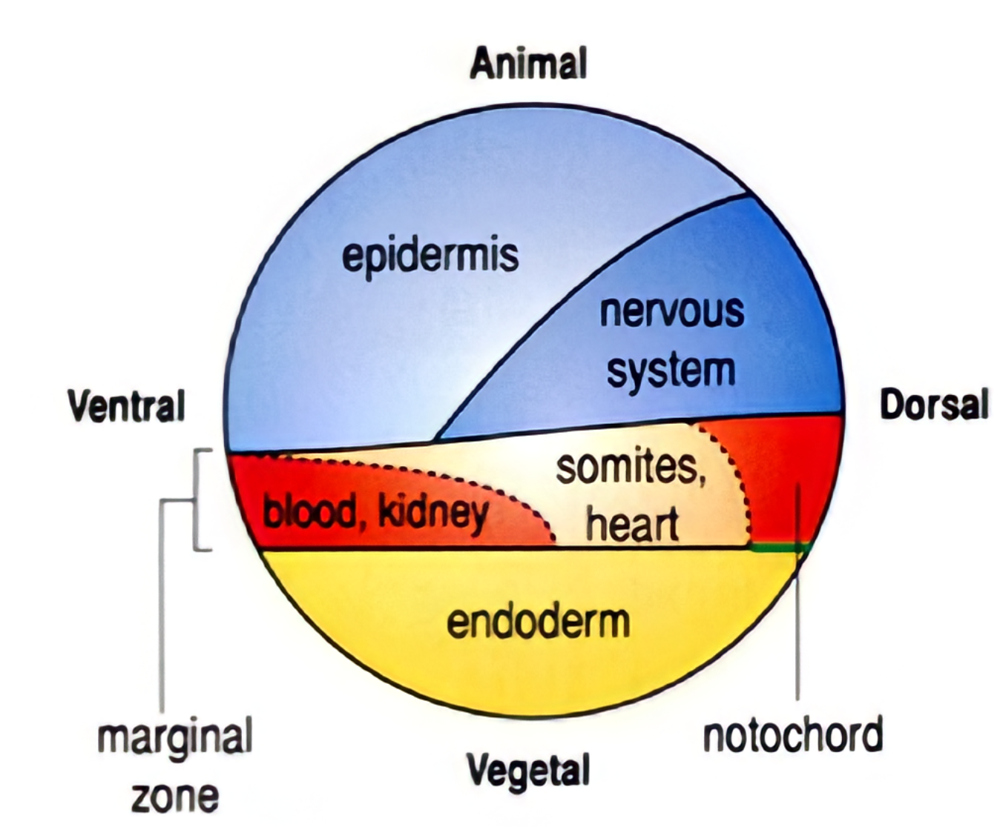 Animal
epidermis
nervous
system
Ventral
Dorsal
somites,
heart
blood, kidney
endoderm
marginal
zone
notochord
Vegetal